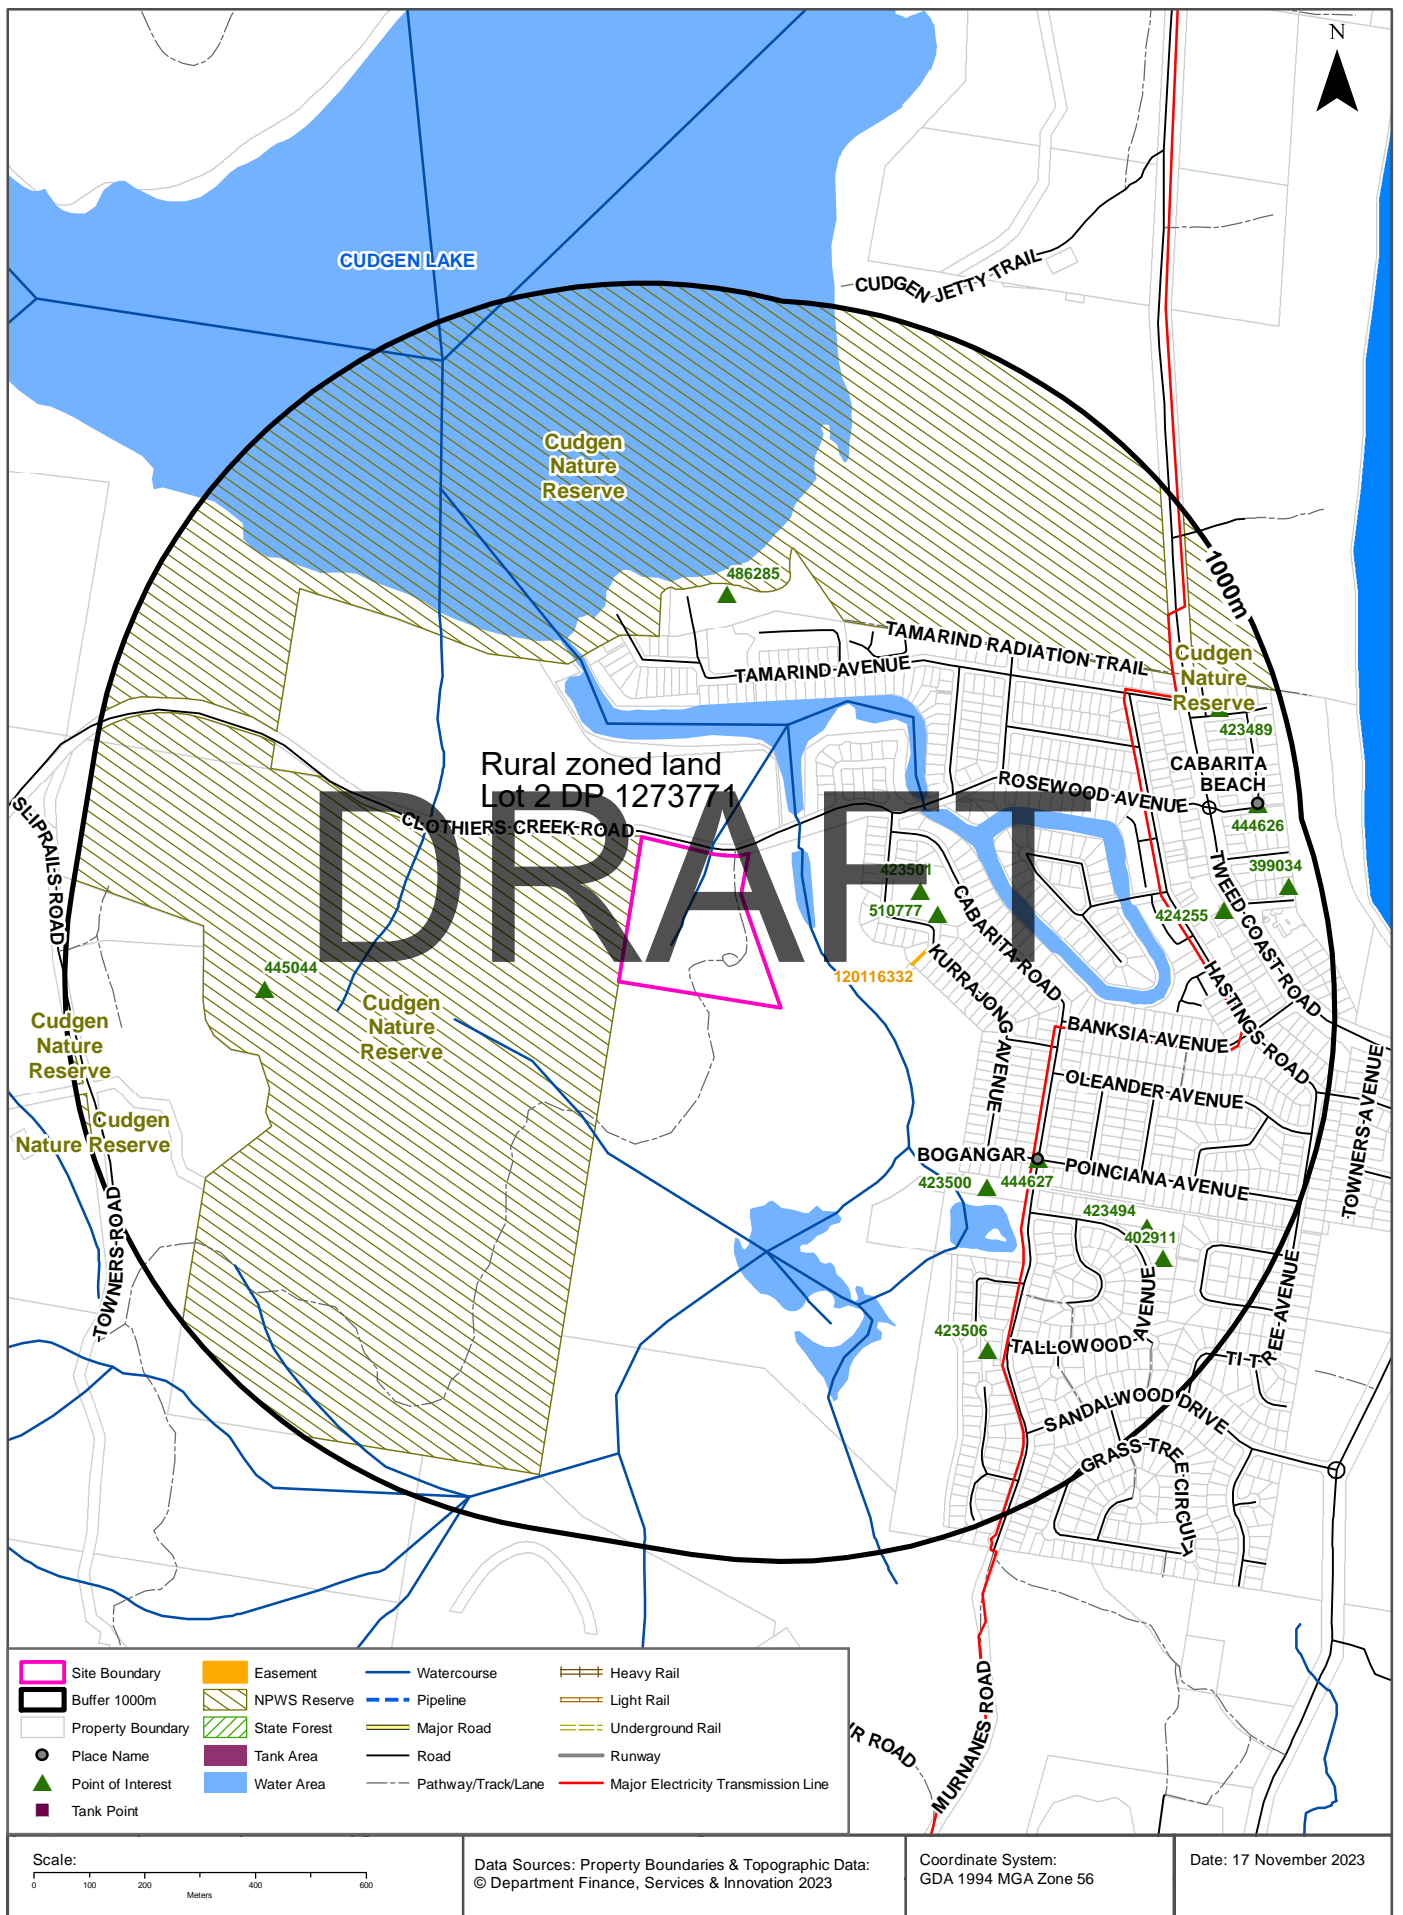 N
CUDGEN LAKE
CUDGEN JETTY TRAIL
Cudgen
Nature
Reserve
1000m
486285
TAMARIND RADIATION TRAIL
TAMARIND AVENUE
Cudgen
Nature
Reserve
423489
CABARITA
BEACH
Rural zoned land
Lot 2 DP 1273771
ROSEWOOD AVENUE
444626
CLOTHIERS CREEK ROAD
SLIPRAILS ROAD
DRAFT
423501
510777
399034
424255
TWEED COAST ROAD
CABARITA ROAD
KURRAJONG AVENUE
120116332
HASTINGS ROAD
445044
Cudgen
Nature
Reserve
Cudgen
Nature
Reserve
BANKSIA AVENUE
OLEANDER AVENUE
TOWNERS AVENUE
Cudgen
Nature Reserve
BOGANGAR
POINCIANA AVENUE
423500
444627
423494
402911
TOWNERS ROAD
423506
TALLOWOOD AVENUE
TI-TREE AVENUE
SANDALWOOD DRIVE
GRASS TREE CIRCUIT
MURNANES ROAD
IR ROAD
Site Boundary
Buffer 1000m
Property Boundary
Place Name
Point of Interest
Tank Point
Easement
NPWS Reserve
State Forest
Tank Area
Water Area
Watercourse
Pipeline
Major Road
Road
Pathway/Track/Lane
Heavy Rail
Light Rail
Underground Rail
Runway
Major Electricity Transmission Line
Scale:
0 100 200 400 600
Meters
Data Sources: Property Boundaries & Topographic Data:
© Department Finance, Services & Innovation 2023
Coordinate System:
GDA 1994 MGA Zone 56
Date: 17 November 2023